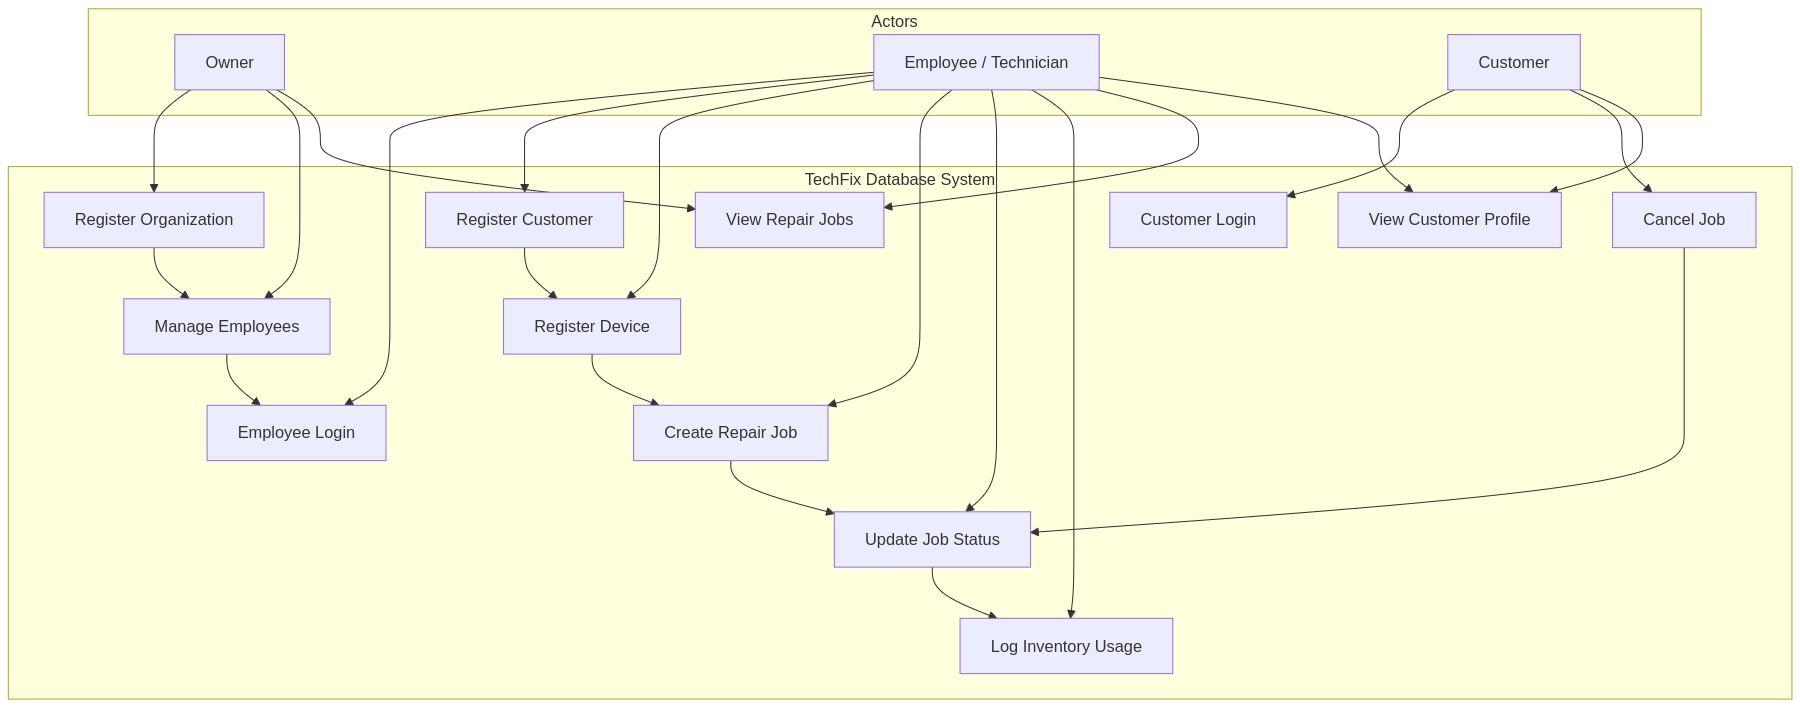 Actors
Owner
Employee / Technician
Customer
TechFix Database System
Register Organization
Register Customer
View Repair Jobs
Customer Login
View Customer Profile
Cancel Job
Manage Employees
Register Device
Employee Login
Create Repair Job
Update Job Status
Log Inventory Usage